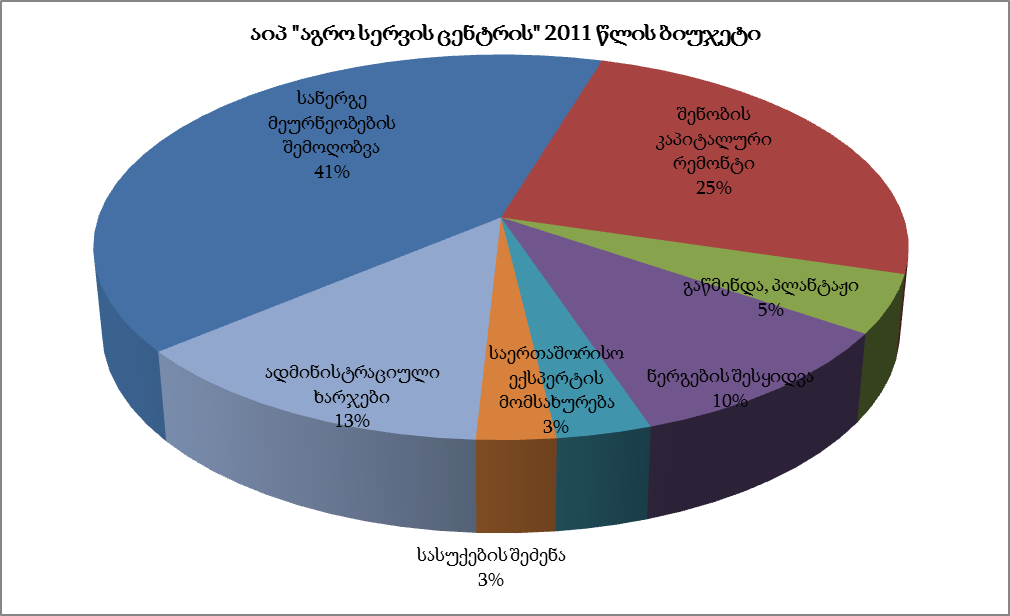 აიპ "აგრო სერვის ცენტრის" 2011 წლის ბიუჯეტი
სანერგე
მეურნეობების
შემოღობვა
41%
შენობის
კაპიტალური
რემონტი
25%
გაწმენდა, პლანტაჟი
5%
ნერგების შესყიდვა
10%
საერთაშორისო
ექსპერტის
მომსახურება
3%
ადმინისტრაციული
ხარჯები
13%
სასუქების შეძენა
3%